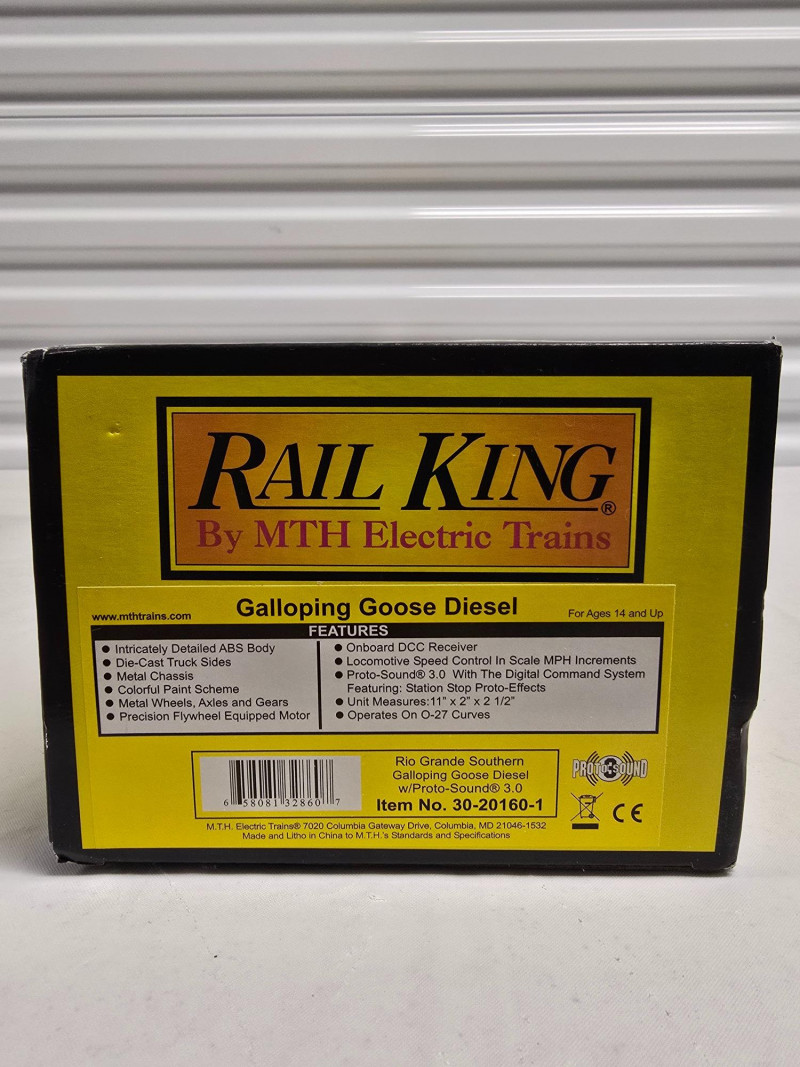 RAIL KING®
By MTH Electric Trains
www.mthtrains.com
Galloping Goose Diesel
For Ages 14 and Up
FEATURES
● Intricately Detailed ABS Body
● Die-Cast Truck Sides
● Metal Chassis
● Colorful Paint Scheme
● Metal Wheels, Axles and Gears
● Precision Flywheel Equipped Motor
● Onboard DCC Receiver
● Locomotive Speed Control In Scale MPH Increments
● Proto-Sound® 3.0 With The Digital Command System
Featuring: Station Stop Proto-Effects
● Unit Measures:11" x 2" x 2 1/2"
● Operates On O-27 Curves
6 58081 32860 7
Rio Grande Southern
Galloping Goose Diesel
w/Proto-Sound® 3.0
Item No. 30-20160-1
PROTO-SOUND 3
CE
M.T.H. Electric Trains® 7020 Columbia Gateway Drive, Columbia, MD 21046-1532
Made and Litho in China to M.T.H.'s Standards and Specifications